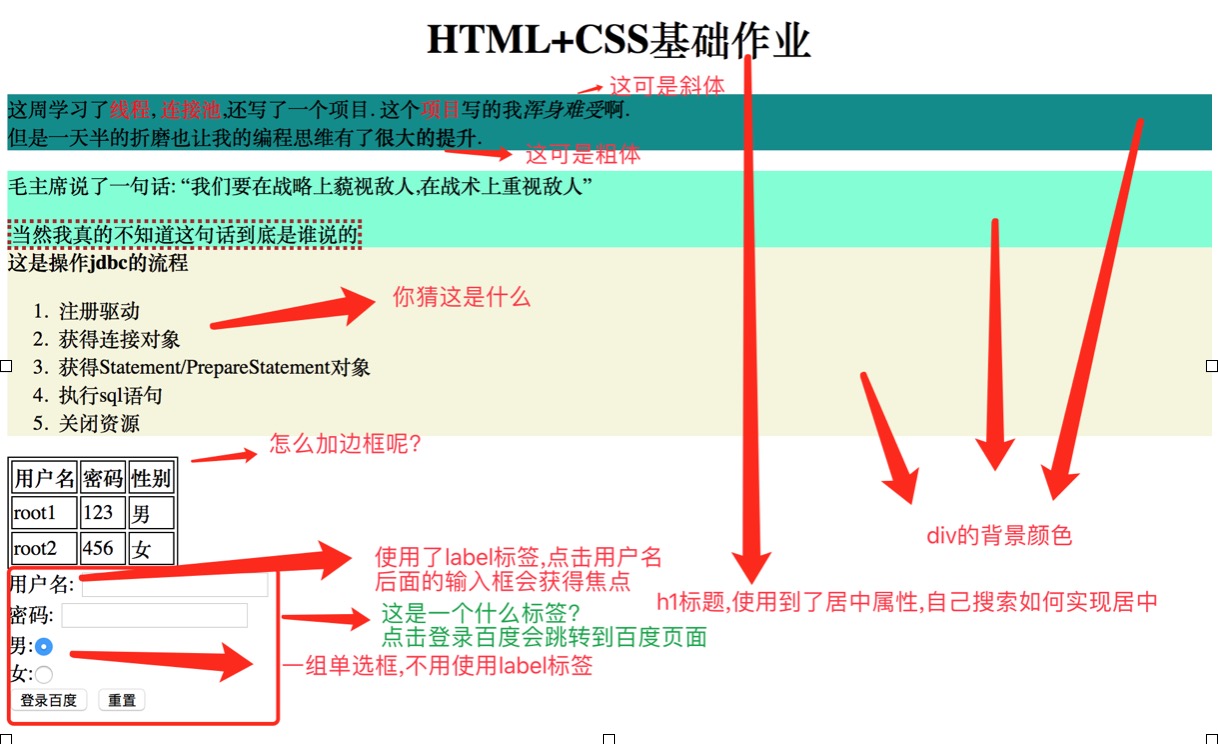 HTML+CSS基础作业
这可是斜体
这周学习了线程, 连接池,还写了一个项目. 这个项目写的我浑身难受啊.
但是一天半的折磨也让我的编程思维有了很大的提升.
这可是粗体
毛主席说了一句话: “我们要在战略上藐视敌人,在战术上重视敌人”
当然我真的不知道这句话到底是谁说的
这是操作jdbc的流程
你猜这是什么
1. 注册驱动
2. 获得连接对象
3. 获得Statement/PrepareStatement对象
4. 执行sql语句
5. 关闭资源
怎么加边框呢?
用户名 密码 性别
root1 123 男
root2 456 女
div的背景颜色
使用了label标签,点击用户名
后面的输入框会获得焦点
用户名:
h1标题,使用到了居中属性,自己搜索如何实现居中
密码:
这是一个什么标签?
点击登录百度会跳转到百度页面
男:
一组单选框,不用使用label标签
女:
登录百度 重置